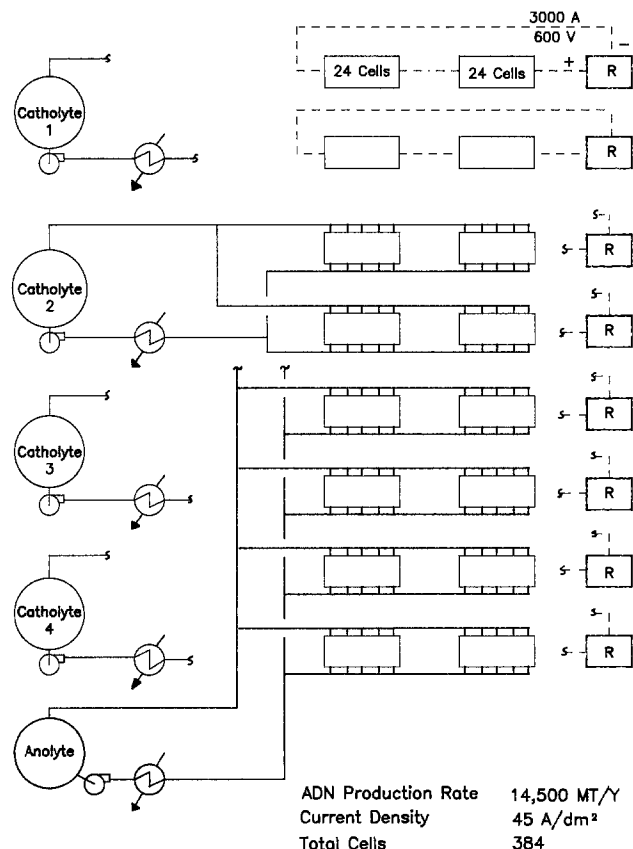 3000 A
600 V
−
+
24 Cells 24 Cells R
Catholyte
1
R
Catholyte
2
R
R
Catholyte
3
R
R
Catholyte
4
R
R
Anolyte
ADN Production Rate 14,500 MT/Y
Current Density 45 A/dm²
Total Cells 384